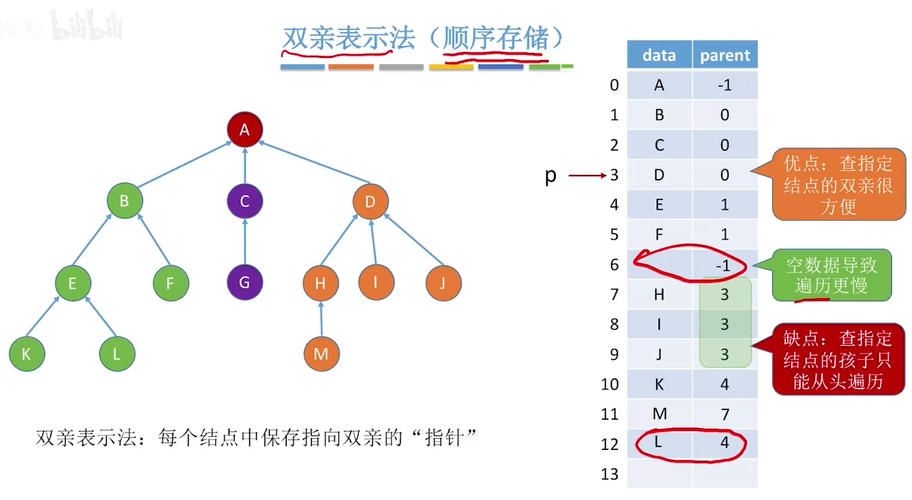 bilibili
双亲表示法（顺序存储）
data parent
0 A -1
1 B 0
2 C 0
p 3 D 0
4 E 1
5 F 1
6 -1
7 H 3
8 I 3
9 J 3
10 K 4
11 M 7
12 L 4
13
优点：查指定
结点的双亲很
方便
空数据导致
遍历更慢
缺点：查指定
结点的孩子只
能从头遍历
A
B C D
E F G H I J
K L M
双亲表示法：每个结点中保存指向双亲的“指针”